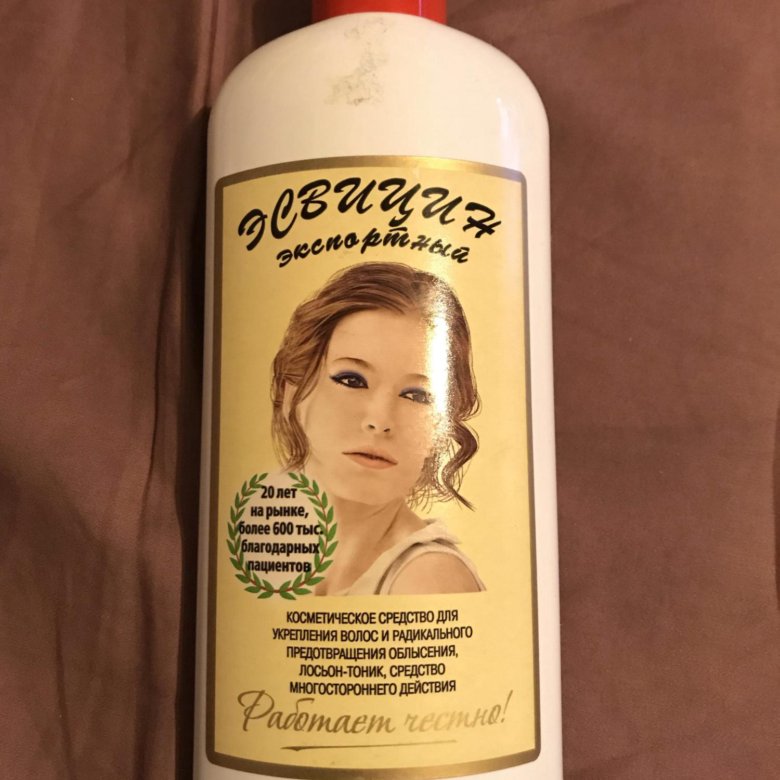 ЭСВИЦИН
экспортный
20 лет
на рынке,
более 600 тыс.
благодарных
пациентов
КОСМЕТИЧЕСКОЕ СРЕДСТВО ДЛЯ
УКРЕПЛЕНИЯ ВОЛОС И РАДИКАЛЬНОГО
ПРЕДОТВРАЩЕНИЯ ОБЛЫСЕНИЯ,
ЛОСЬОН-ТОНИК, СРЕДСТВО
МНОГОСТОРОННЕГО ДЕЙСТВИЯ
Работает честно!